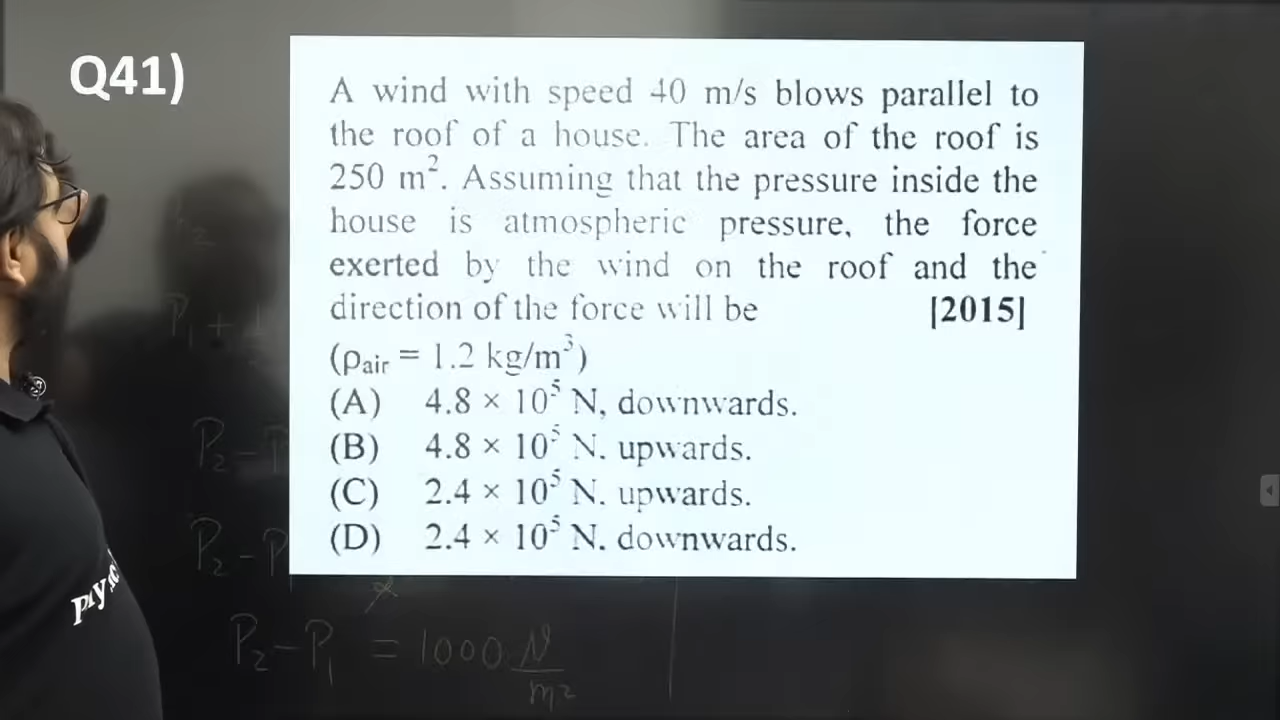 Q41)
A wind with speed 40 m/s blows parallel to
the roof of a house. The area of the roof is
250 m². Assuming that the pressure inside the
house is atmospheric pressure, the force
exerted by the wind on the roof and the
direction of the force will be [2015]
(ρair = 1.2 kg/m³)
(A) 4.8 × 10⁵ N, downwards.
(B) 4.8 × 10⁵ N. upwards.
(C) 2.4 × 10⁵ N. upwards.
(D) 2.4 × 10⁵ N. downwards.
P₁ +
P₂ – P
P₂ – P
P₂ – P₁ = 1000 N/m²